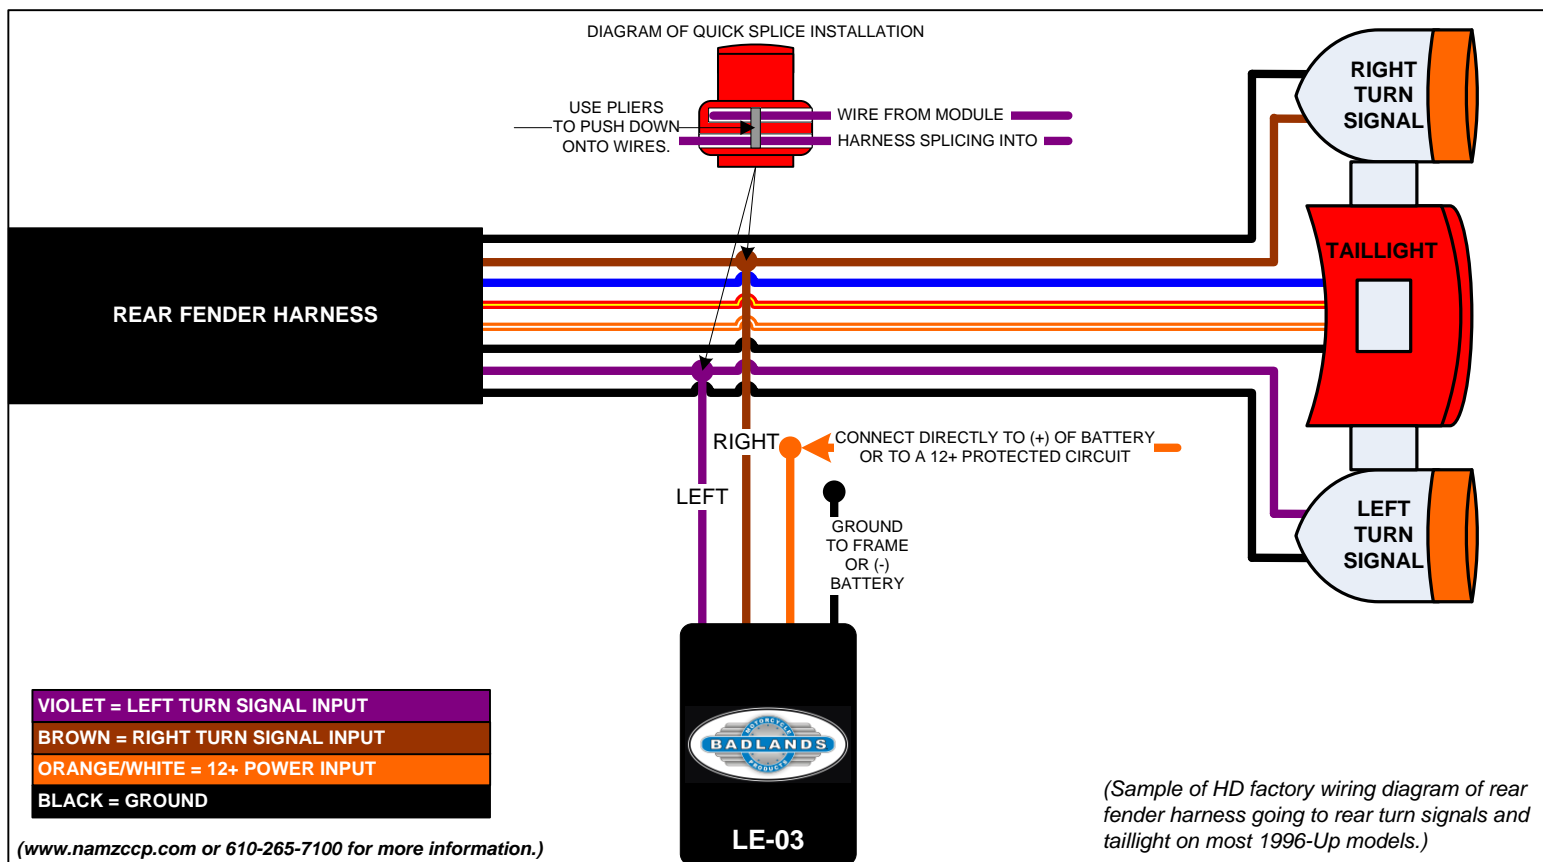 DIAGRAM OF QUICK SPLICE INSTALLATION
USE PLIERS
TO PUSH DOWN
ONTO WIRES.
WIRE FROM MODULE
HARNESS SPLICING INTO
RIGHT
TURN
SIGNAL
TAILLIGHT
REAR FENDER HARNESS
RIGHT
CONNECT DIRECTLY TO (+) OF BATTERY
OR TO A 12+ PROTECTED CIRCUIT
LEFT
GROUND
TO FRAME
OR (-)
BATTERY
LEFT
TURN
SIGNAL
VIOLET = LEFT TURN SIGNAL INPUT
BROWN = RIGHT TURN SIGNAL INPUT
ORANGE/WHITE = 12+ POWER INPUT
BLACK = GROUND
MOTORCYCLE
BADLANDS
PRODUCTS
LE-03
(www.namzccp.com or 610-265-7100 for more information.)
(Sample of HD factory wiring diagram of rear
fender harness going to rear turn signals and
taillight on most 1996-Up models.)